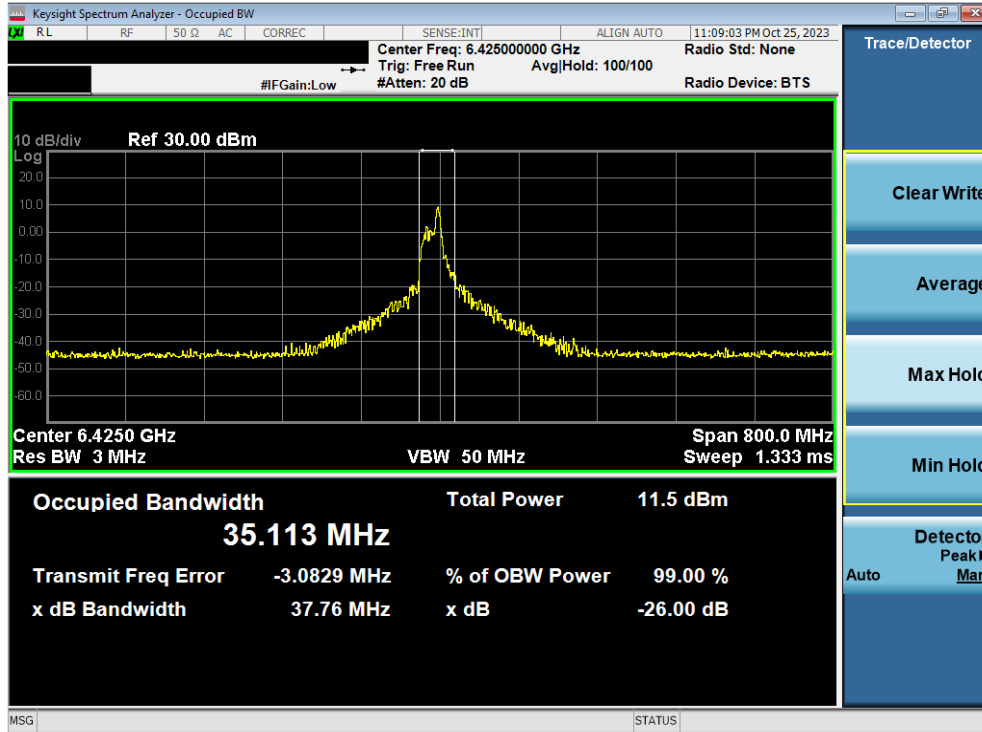 Keysight Spectrum Analyzer - Occupied BW
LXI RL RF 50 Ω AC CORREC SENSE:INT ALIGN AUTO 11:09:03 PM Oct 25, 2023
Center Freq: 6.425000000 GHz Radio Std: None
Trig: Free Run Avg|Hold: 100/100
#IFGain:Low #Atten: 20 dB Radio Device: BTS
Trace/Detector
10 dB/div Ref 30.00 dBm
Log
20.0
10.0
0.00
-10.0
-20.0
-30.0
-40.0
-50.0
-60.0
Center 6.4250 GHz Span 800.0 MHz
Res BW 3 MHz VBW 50 MHz Sweep 1.333 ms
Clear Write
Average
Max Hold
Min Hold
Detector
Peak
Auto Man
Occupied Bandwidth Total Power 11.5 dBm
35.113 MHz
Transmit Freq Error -3.0829 MHz % of OBW Power 99.00 %
x dB Bandwidth 37.76 MHz x dB -26.00 dB
MSG STATUS